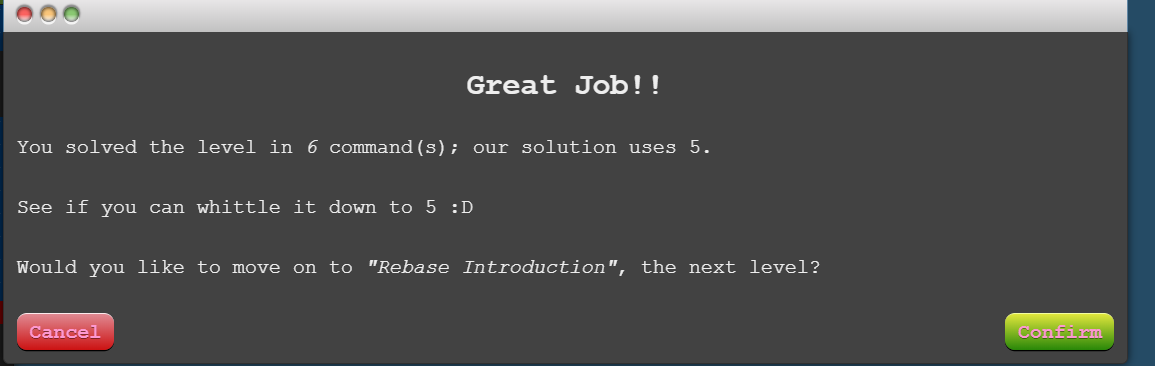 Great Job!!
You solved the level in 6 command(s); our solution uses 5.
See if you can whittle it down to 5 :D
Would you like to move on to "Rebase Introduction", the next level?
Cancel
Confirm